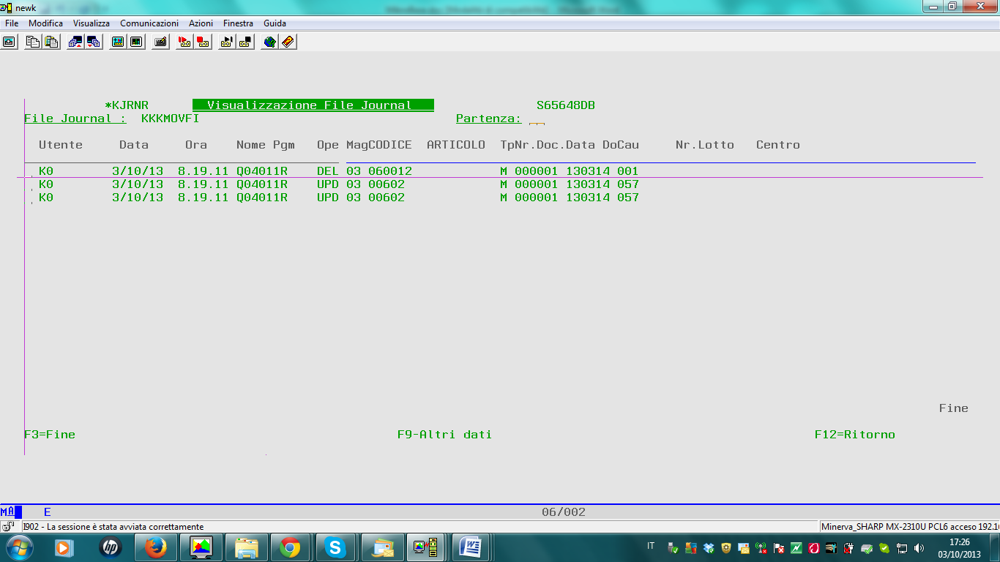 newk
File Modifica Visualizza Comunicazioni Azioni Finestra Guida
*KJRNR Visualizzazione File Journal S65648DB
File Journal : KKKMOVFI Partenza:
Utente Data Ora Nome Pgm Ope MagCODICE ARTICOLO TpNr.Doc.Data DoCau Nr.Lotto Centro
K0 3/10/13 8.19.11 Q04011R DEL 03 060012 M 000001 130314 001
K0 3/10/13 8.19.11 Q04011R UPD 03 00602 M 000001 130314 057
K0 3/10/13 8.19.11 Q04011R UPD 03 00602 M 000001 130314 057
Fine
F3=Fine F9-Altri dati F12=Ritorno
MA E 06/002
I902 - La sessione è stata avviata correttamente Minerva_SHARP MX-2310U PCL6 acceso 192.16
IT 17:26
03/10/2013